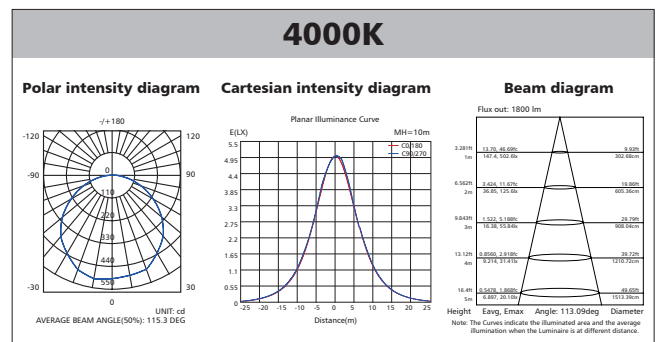 4000K
Polar intensity diagram
-/+180
-120
120
-90
90
0
110
220
330
440
550
-30
30
0
UNIT: cd
AVERAGE BEAM ANGLE(50%): 115.3 DEG
Cartesian intensity diagram
Planar Illuminance Curve
E(LX)
MH=10m
C0/180
C90/270
5.5
4.95
4.4
3.85
3.3
2.75
2.2
1.65
1.1
0.55
0
-25 -20 -15 -10 -5 0 5 10 15 20 25
Distance(m)
Beam diagram
Flux out: 1800 lm
3.281ft 13.70, 46.69fc 9.93ft
1m 147.4, 502.6lx 302.68cm
6.562ft 3.424, 11.67fc 19.86ft
2m 36.85, 125.6lx 605.36cm
9.843ft 1.522, 5.188fc 29.79ft
3m 16.38, 55.84lx 908.04cm
13.12ft 0.8560, 2.918fc 39.72ft
4m 9.214, 31.41lx 1210.72cm
16.4ft 0.5478, 1.868fc 49.65ft
5m 6.897, 20.10lx 1513.39cm
Height Eavg, Emax Angle: 113.09deg Diameter
Note: The Curves indicate the illuminated area and the average
illumination when the Luminaire is at different distance.